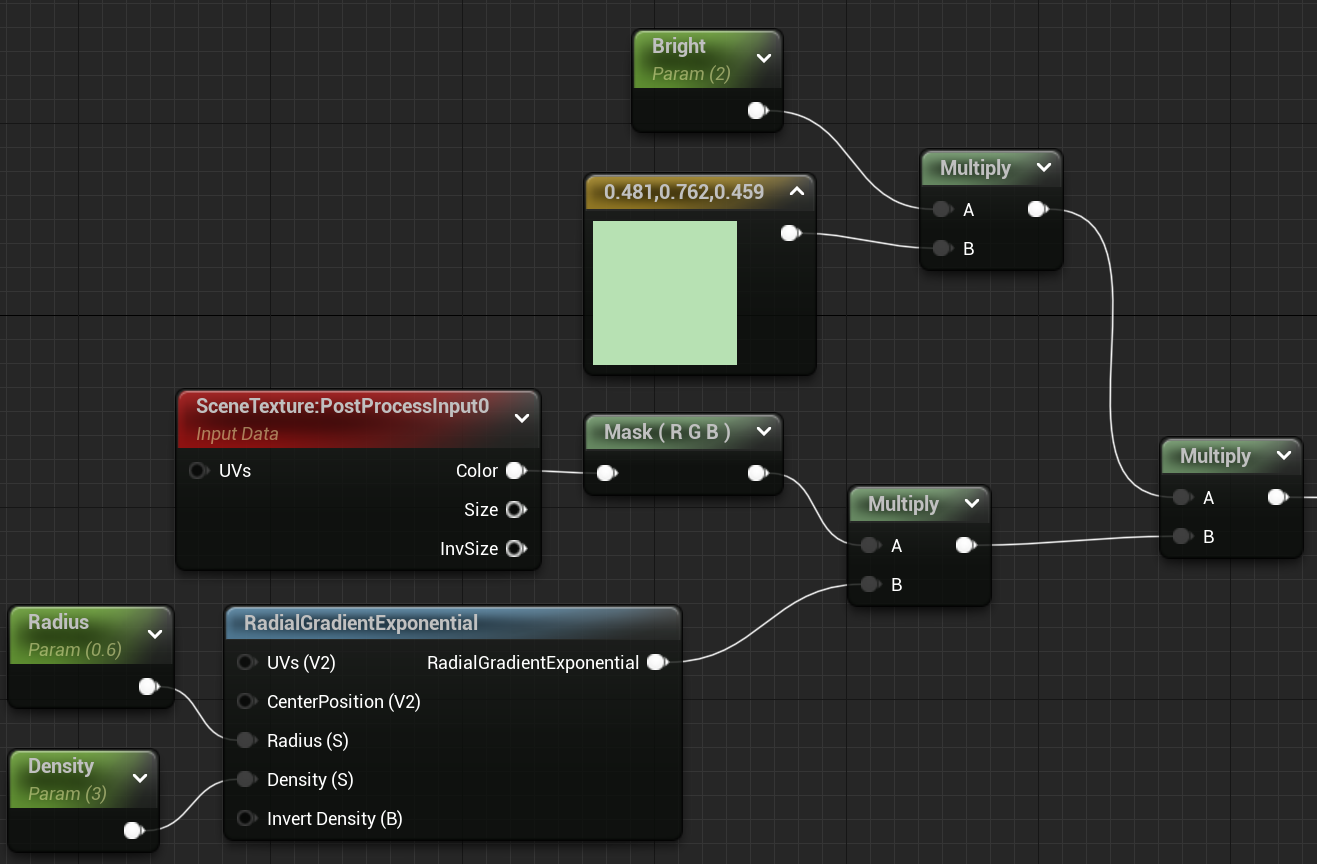 Bright
Param (2)
Multiply
A
B
0.481,0.762,0.459
SceneTexture:PostProcessInput0
Input Data
UVs
Color
Size
InvSize
Mask ( R G B )
Multiply
A
B
Multiply
A
B
Radius
Param (0.6)
Density
Param (3)
RadialGradientExponential
UVs (V2)
RadialGradientExponential
CenterPosition (V2)
Radius (S)
Density (S)
Invert Density (B)